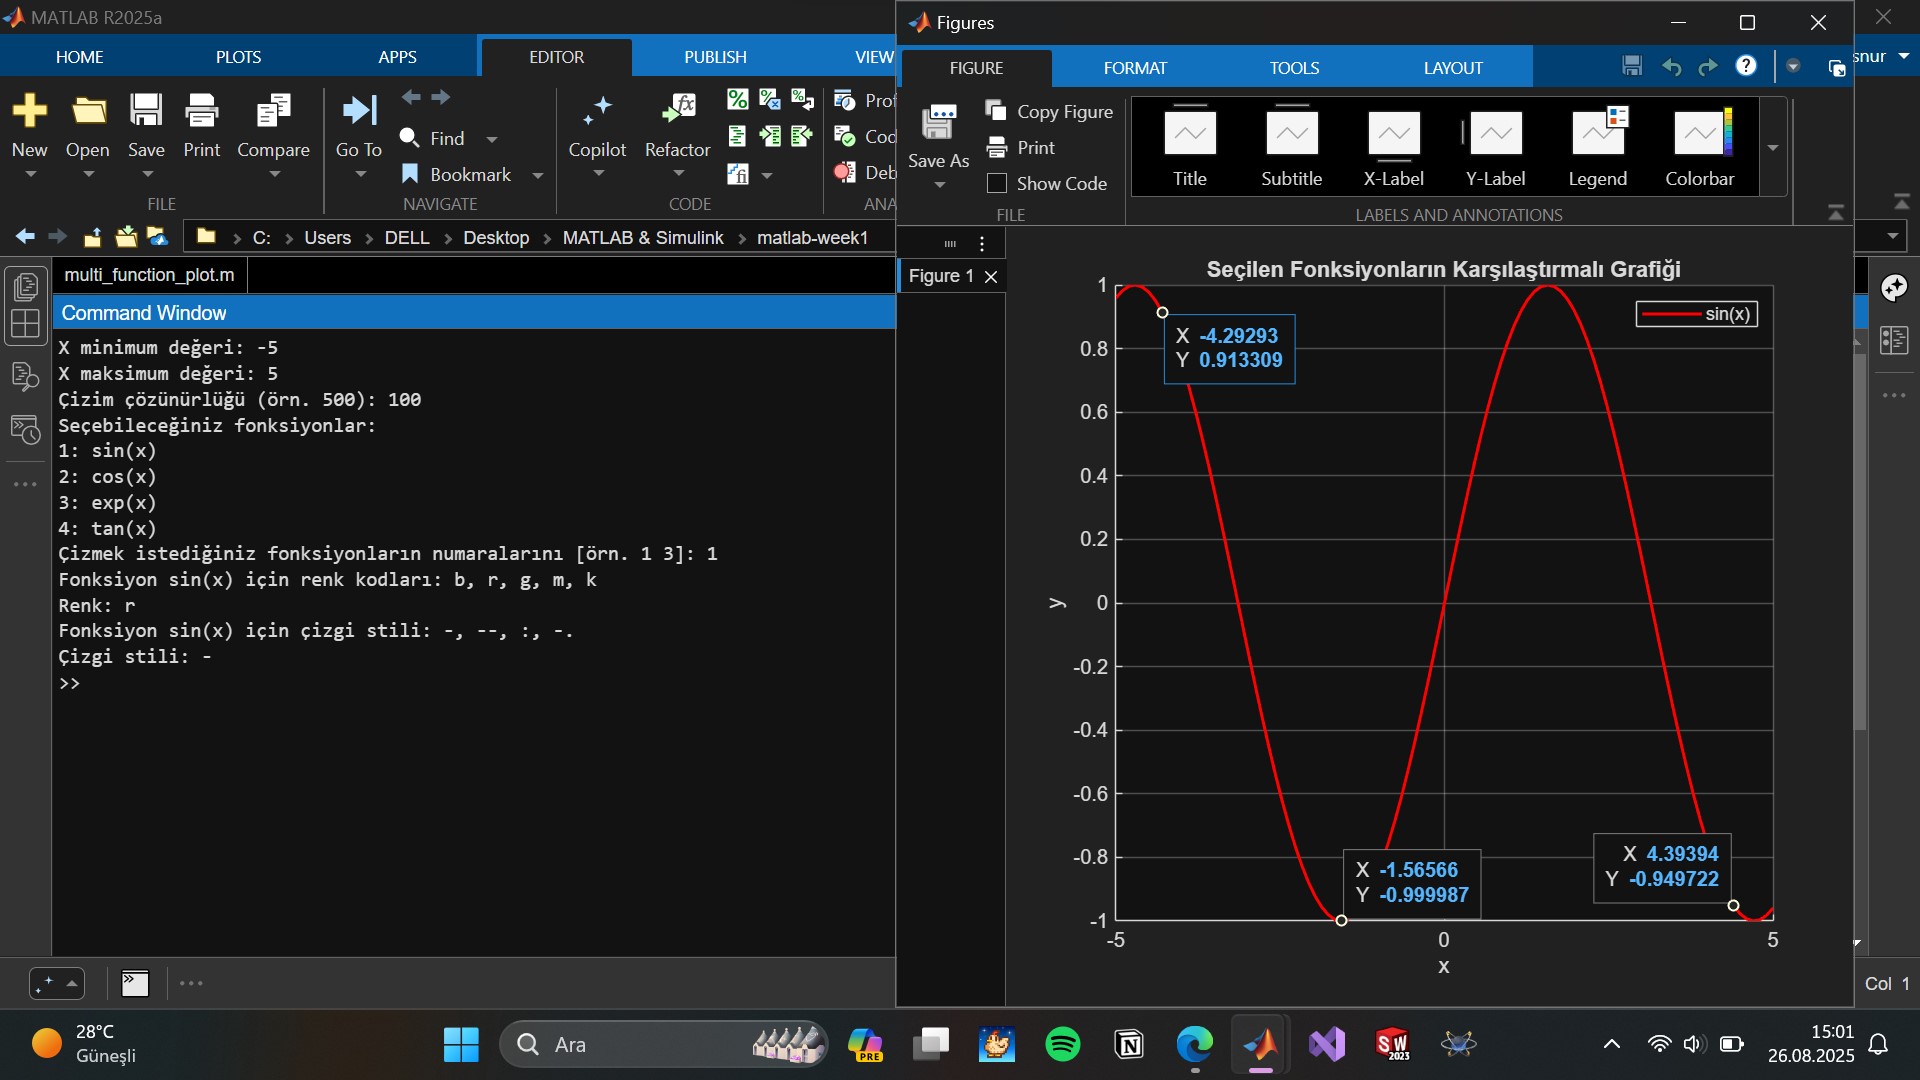 MATLAB R2025a
HOME
PLOTS
APPS
EDITOR
PUBLISH
VIEW
New
Open
Save
Print
Compare
FILE
Go To
Find
Bookmark
NAVIGATE
Copilot
Refactor
CODE
C:
Users
DELL
Desktop
MATLAB & Simulink
matlab-week1
multi_function_plot.m
Command Window
X minimum değeri: -5
X maksimum değeri: 5
Çizim çözünürlüğü (örn. 500): 100
Seçebileceğiniz fonksiyonlar:
1: sin(x)
2: cos(x)
3: exp(x)
4: tan(x)
Çizmek istediğiniz fonksiyonların numaralarını [örn. 1 3]: 1
Fonksiyon sin(x) için renk kodları: b, r, g, m, k
Renk: r
Fonksiyon sin(x) için çizgi stili: -, --, :, -.
Çizgi stili: -
>>
Figures
FIGURE
FORMAT
TOOLS
LAYOUT
Save As
Copy Figure
Print
Show Code
FILE
Title
Subtitle
X-Label
Y-Label
Legend
Colorbar
LABELS AND ANNOTATIONS
Figure 1
Seçilen Fonksiyonların Karşılaştırmalı Grafiği
sin(x)
1
0.8
0.6
0.4
0.2
0
-0.2
-0.4
-0.6
-0.8
-1
y
X -4.29293
Y 0.913309
X -1.56566
Y -0.999987
X 4.39394
Y -0.949722
-5
0
5
x
Col 1
28°C
Güneşli
Ara
PRE
SW
2023
15:01
26.08.2025